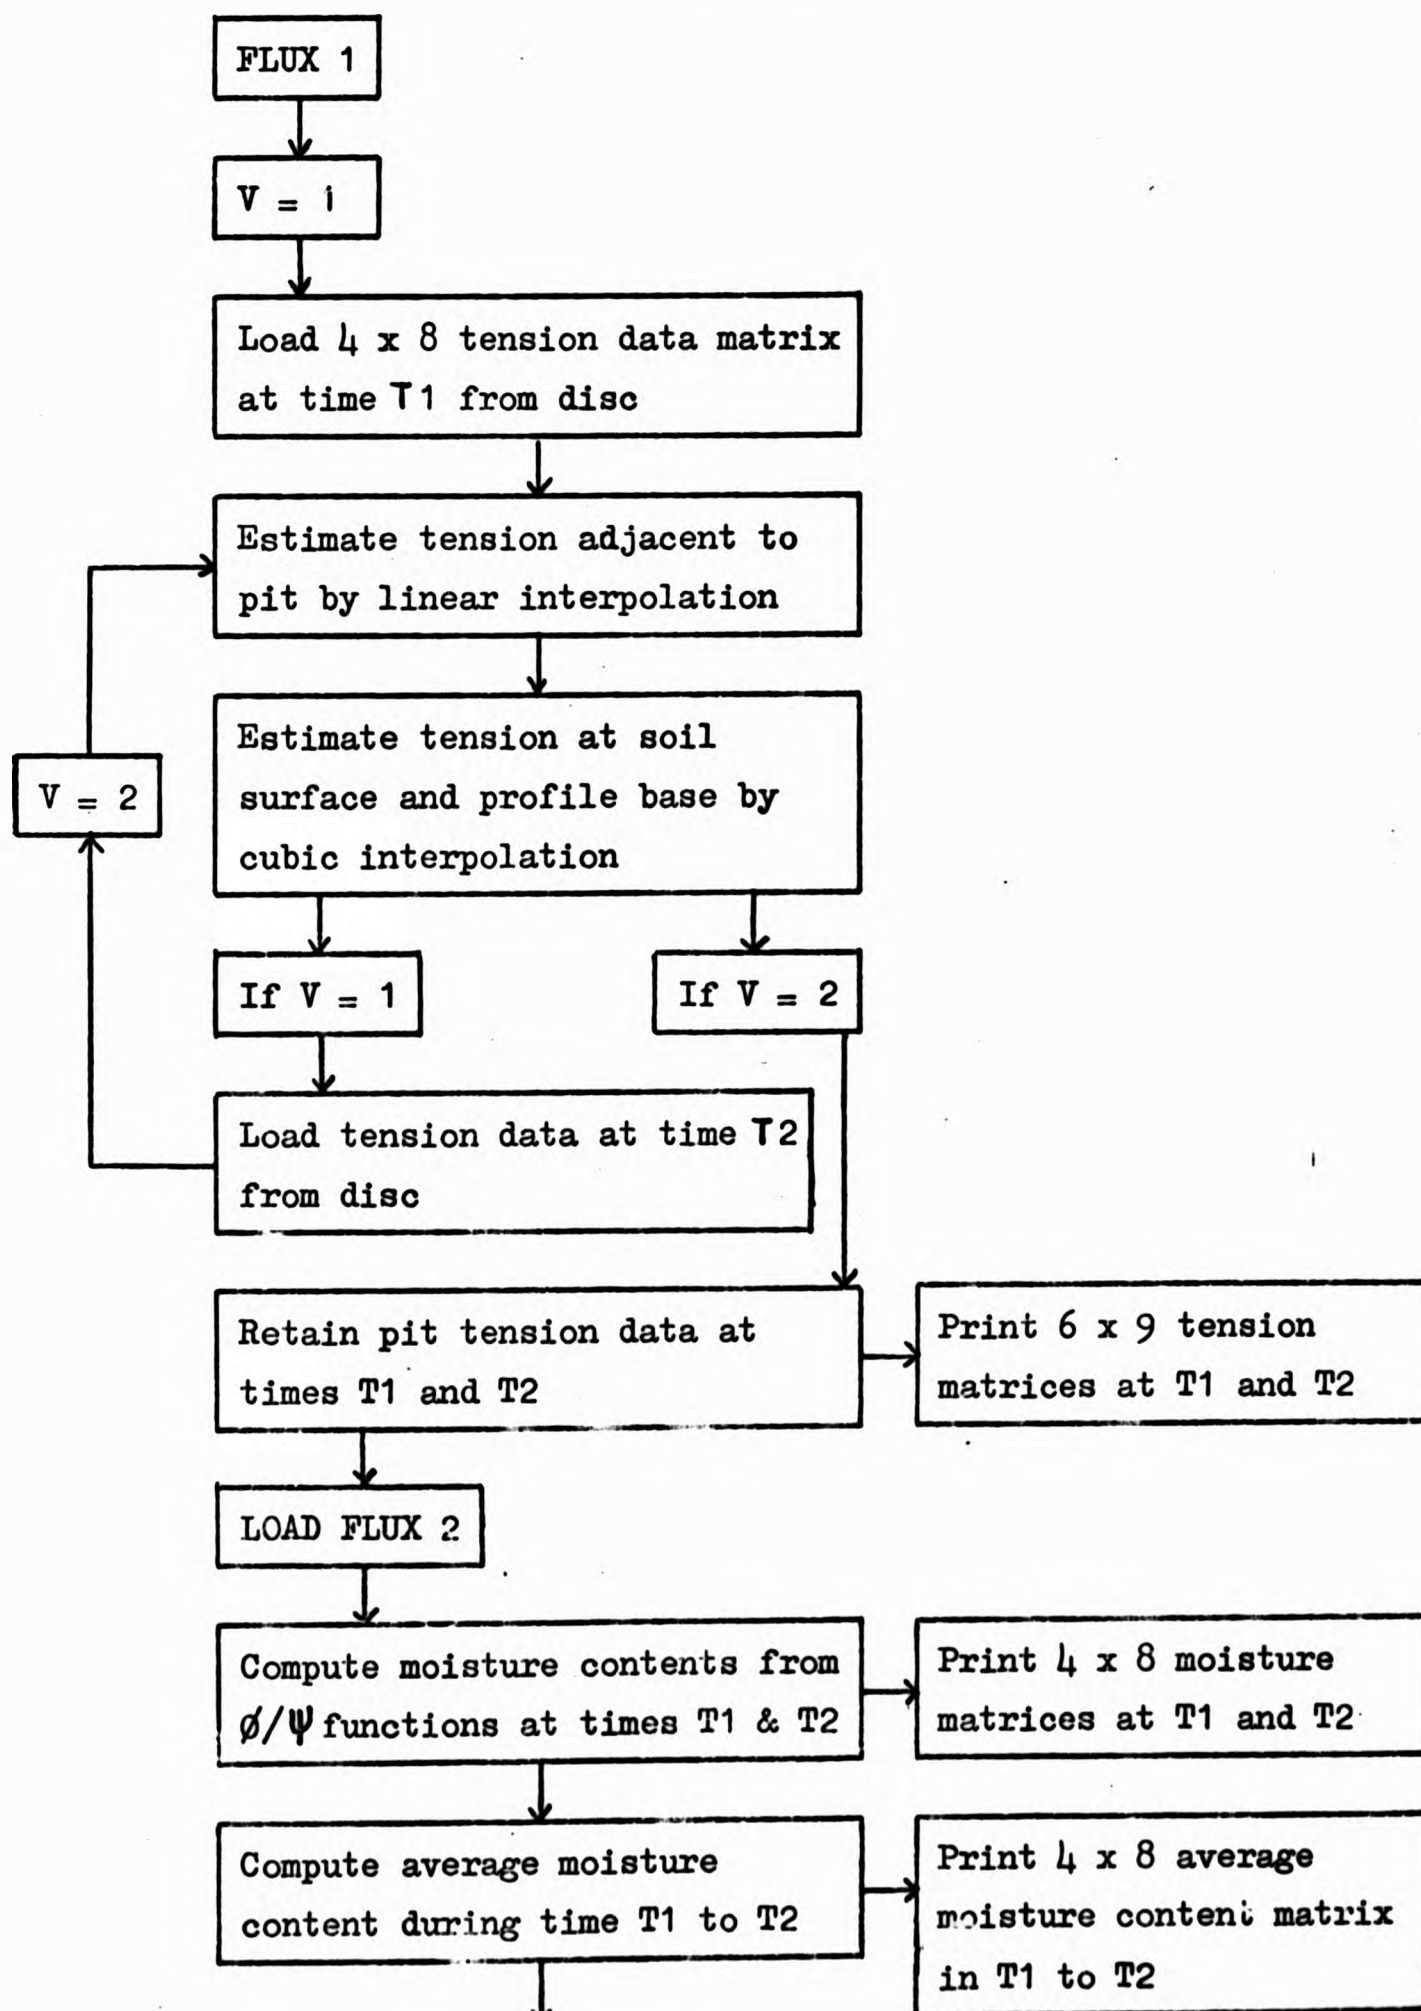 FLUX 1
V = 1
Load 4 x 8 tension data matrix
at time T1 from disc
Estimate tension adjacent to
pit by linear interpolation
Estimate tension at soil
surface and profile base by
cubic interpolation
V = 2
If V = 1
If V = 2
Load tension data at time T2
from disc
Retain pit tension data at
times T1 and T2
Print 6 x 9 tension
matrices at T1 and T2
LOAD FLUX 2
Compute moisture contents from
ø/ψ functions at times T1 & T2
Print 4 x 8 moisture
matrices at T1 and T2
Compute average moisture
content during time T1 to T2
Print 4 x 8 average
moisture content matrix
in T1 to T2